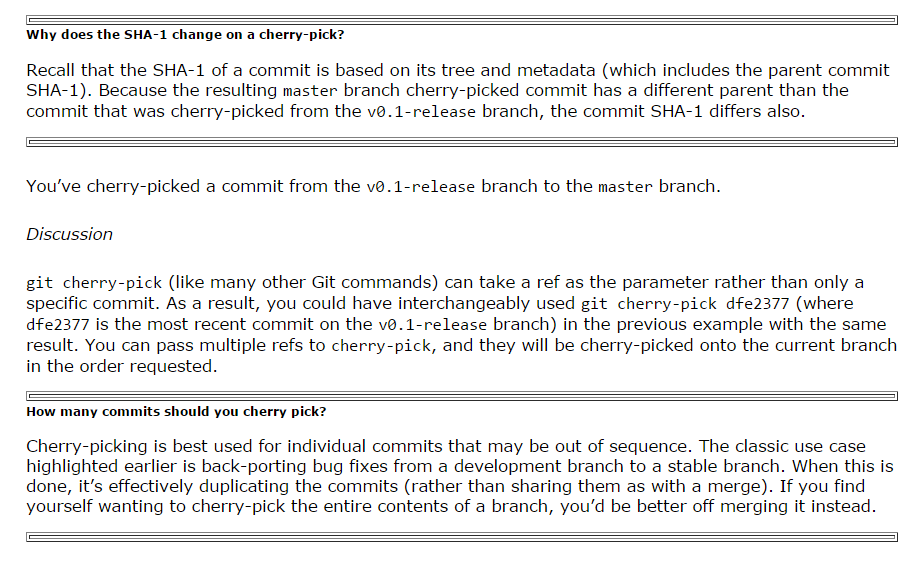 Why does the SHA-1 change on a cherry-pick?
Recall that the SHA-1 of a commit is based on its tree and metadata (which includes the parent commit
SHA-1). Because the resulting master branch cherry-picked commit has a different parent than the
commit that was cherry-picked from the v0.1-release branch, the commit SHA-1 differs also.
You’ve cherry-picked a commit from the v0.1-release branch to the master branch.
Discussion
git cherry-pick (like many other Git commands) can take a ref as the parameter rather than only a
specific commit. As a result, you could have interchangeably used git cherry-pick dfe2377 (where
dfe2377 is the most recent commit on the v0.1-release branch) in the previous example with the same
result. You can pass multiple refs to cherry-pick, and they will be cherry-picked onto the current branch
in the order requested.
How many commits should you cherry pick?
Cherry-picking is best used for individual commits that may be out of sequence. The classic use case
highlighted earlier is back-porting bug fixes from a development branch to a stable branch. When this is
done, it’s effectively duplicating the commits (rather than sharing them as with a merge). If you find
yourself wanting to cherry-pick the entire contents of a branch, you’d be better off merging it instead.